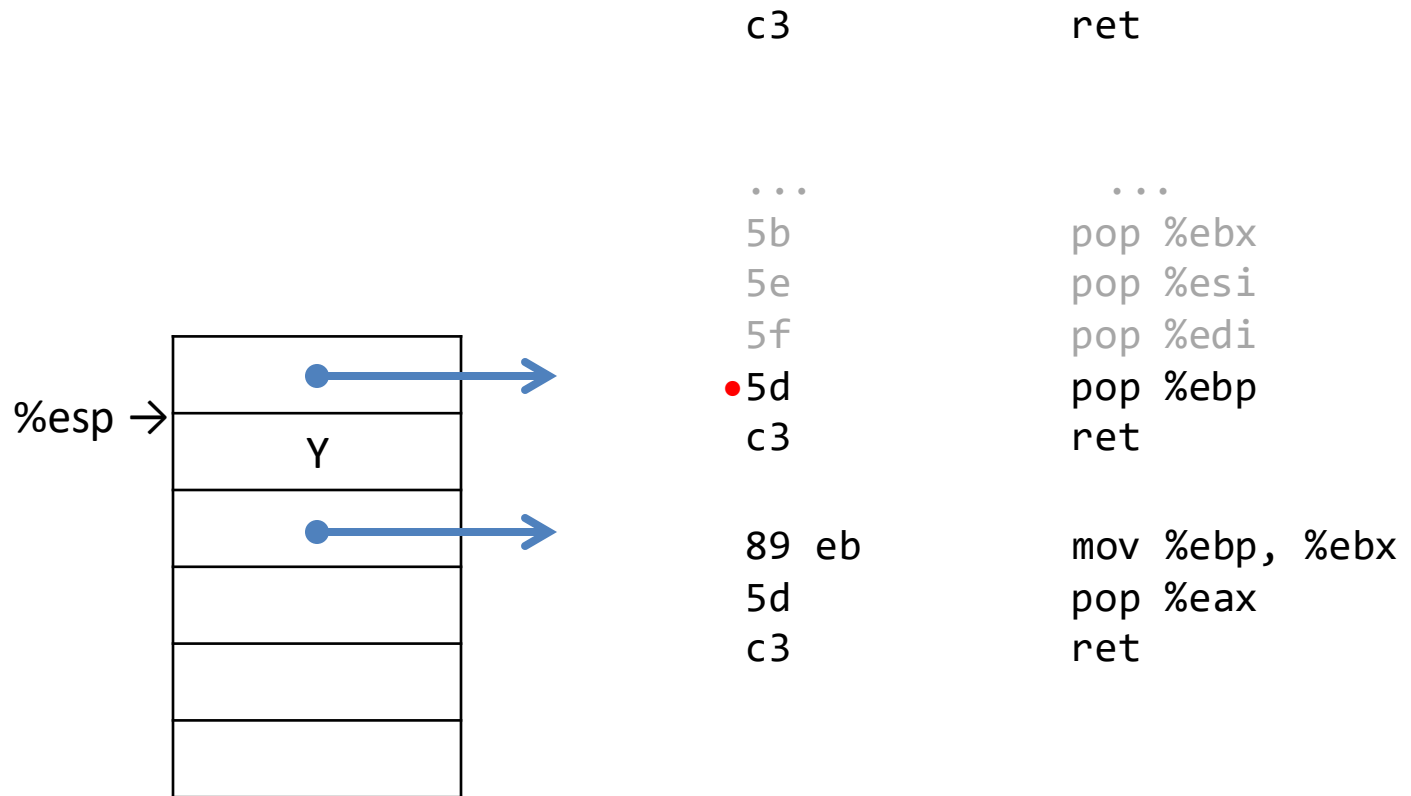 c3 ret
... ...
5b pop %ebx
5e pop %esi
5f pop %edi
5d pop %ebp
%esp →
c3 ret
Y
89 eb mov %ebp, %ebx
5d pop %eax
c3 ret